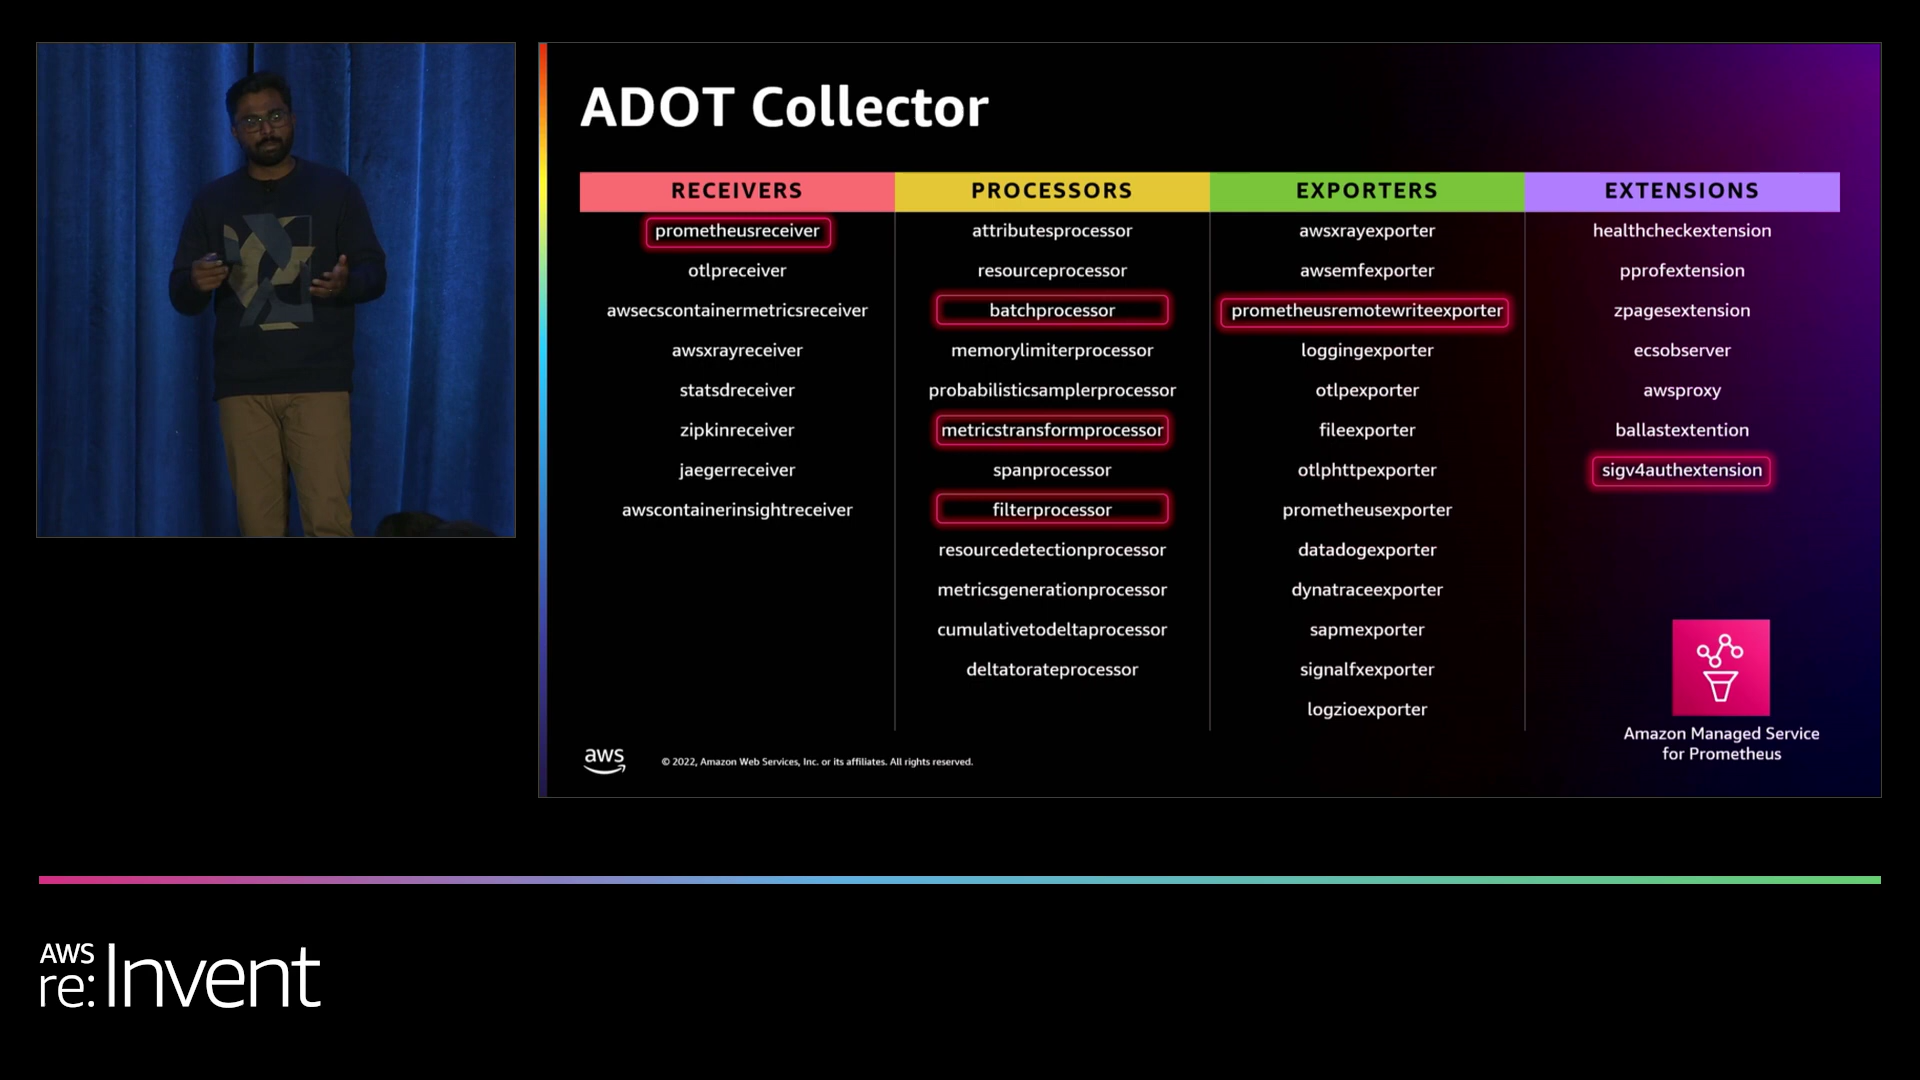 ADOT Collector
RECEIVERS
prometheusreceiver
otlpreceiver
awsecscontainermetricsreceiver
awsxrayreceiver
statsdreceiver
zipkinreceiver
jaegerreceiver
awscontainerinsightreceiver
PROCESSORS
attributesprocessor
resourceprocessor
batchprocessor
memorylimiterprocessor
probabilisticsamplerprocessor
metricstransformprocessor
spanprocessor
filterprocessor
resourcedetectionprocessor
metricsgenerationprocessor
cumulativetodeltaprocessor
deltatorateprocessor
EXPORTERS
awsxrayexporter
awsemfexporter
prometheusremotewriteexporter
loggingexporter
otlpexporter
fileexporter
otlphttpexporter
prometheusexporter
datadogexporter
dynatraceexporter
sapmexporter
signalfxexporter
logzioexporter
EXTENSIONS
healthcheckextension
pprofextension
zpagesextension
ecsobserver
awsproxy
ballastextention
sigv4authextension
Amazon Managed Service
for Prometheus
aws
© 2022, Amazon Web Services, Inc. or its affiliates. All rights reserved.
AWS
re:Invent